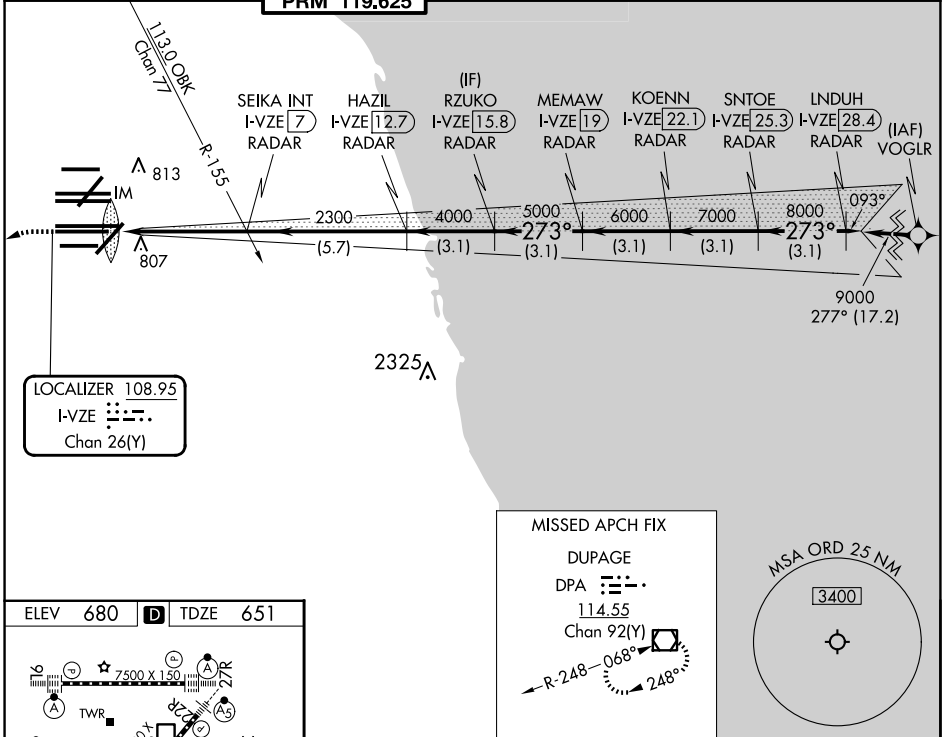 PRM 119.625
113.0 OBK
Chan 77
R-155
SEIKA INT
I-VZE 7
RADAR
HAZIL
I-VZE 12.7
RADAR
(IF)
RZUKO
I-VZE 15.8
RADAR
MEMAW
I-VZE 19
RADAR
KOENN
I-VZE 22.1
RADAR
SNTOE
I-VZE 25.3
RADAR
LNDUH
I-VZE 28.4
RADAR
(IAF)
VOGLR
813
IM
807
2300
4000
5000
6000
7000
8000
093°
273°
273°
(5.7)
(3.1)
(3.1)
(3.1)
(3.1)
(3.1)
9000
277° (17.2)
2325
LOCALIZER 108.95
I-VZE
Chan 26(Y)
MISSED APCH FIX
DUPAGE
DPA
114.55
Chan 92(Y)
R-248
068°
248°
MSA ORD 25 NM
3400
ELEV 680 D TDZE 651
9L
P
7500 X 150
P
A
27R
A
TWR
22R
A5
P